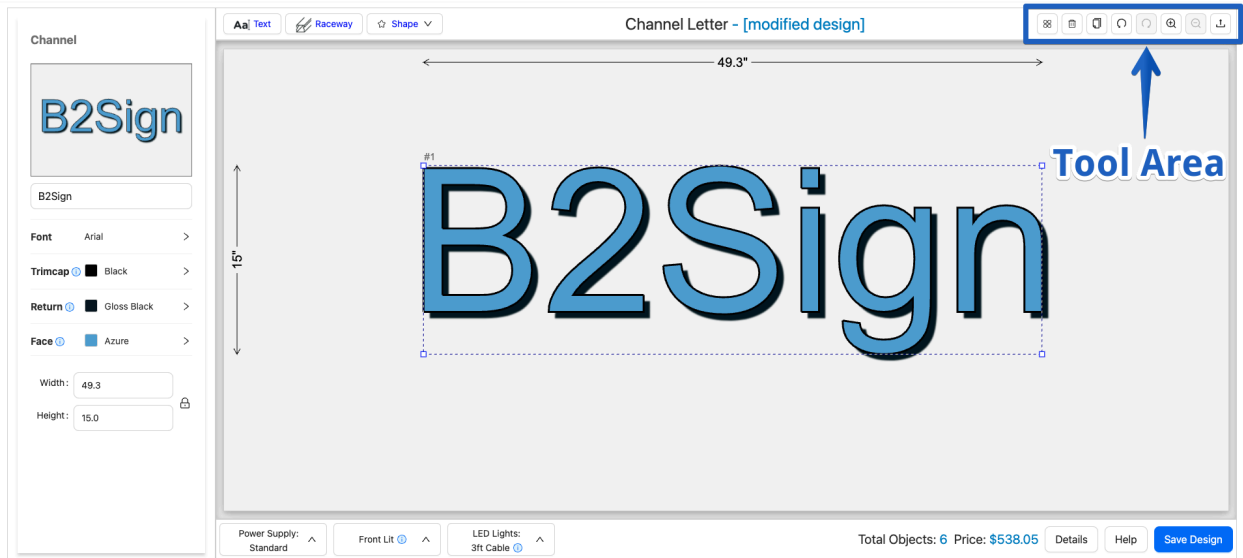 Channel
B2Sign
B2Sign
Font Arial
Trimcap Black
Return Gloss Black
Face Azure
Width: 49.3
Height: 15.0
Aa Text Raceway Shape
Channel Letter - [modified design]
49.3"
Tool Area
#1
15"
B2Sign
Power Supply:
Standard
Front Lit
LED Lights:
3ft Cable
Total Objects: 6 Price: $538.05 Details Help Save Design